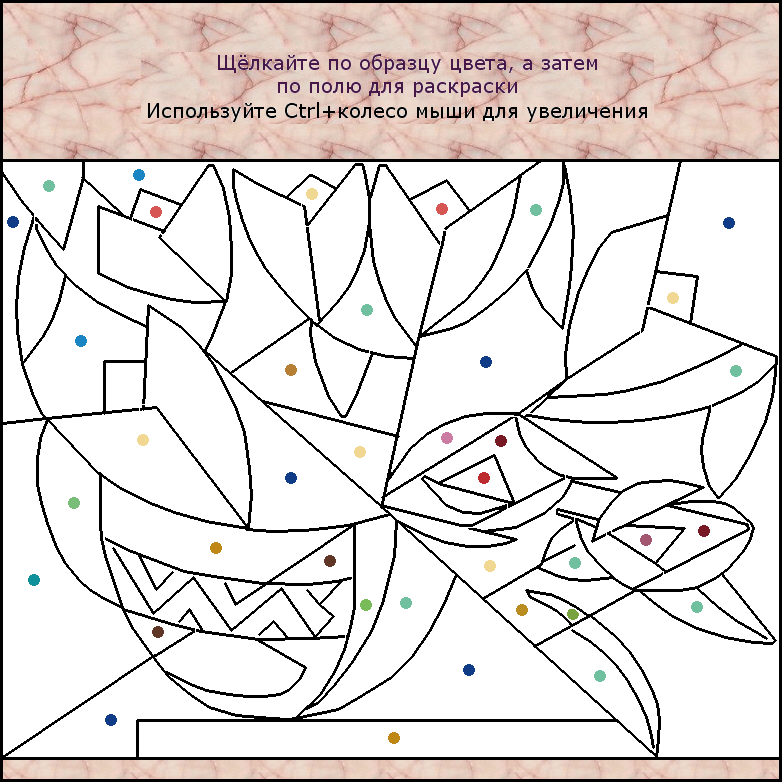 Щёлкайте по образцу цвета, а затем
по полю для раскраски
Используйте Ctrl+колесо мыши для увеличения